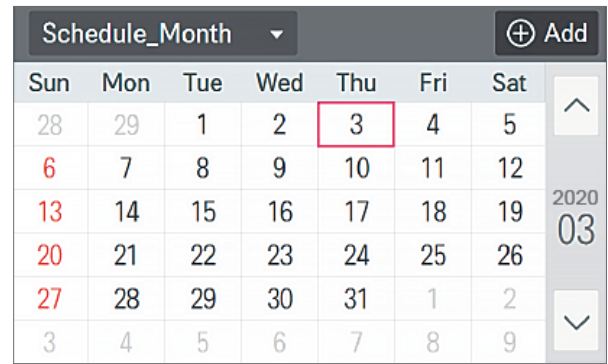 Schedule_Month Add
Sun Mon Tue Wed Thu Fri Sat
28 29 1 2 3 4 5
6 7 8 9 10 11 12
13 14 15 16 17 18 19
2020
03
20 21 22 23 24 25 26
27 28 29 30 31 1 2
3 4 5 6 7 8 9